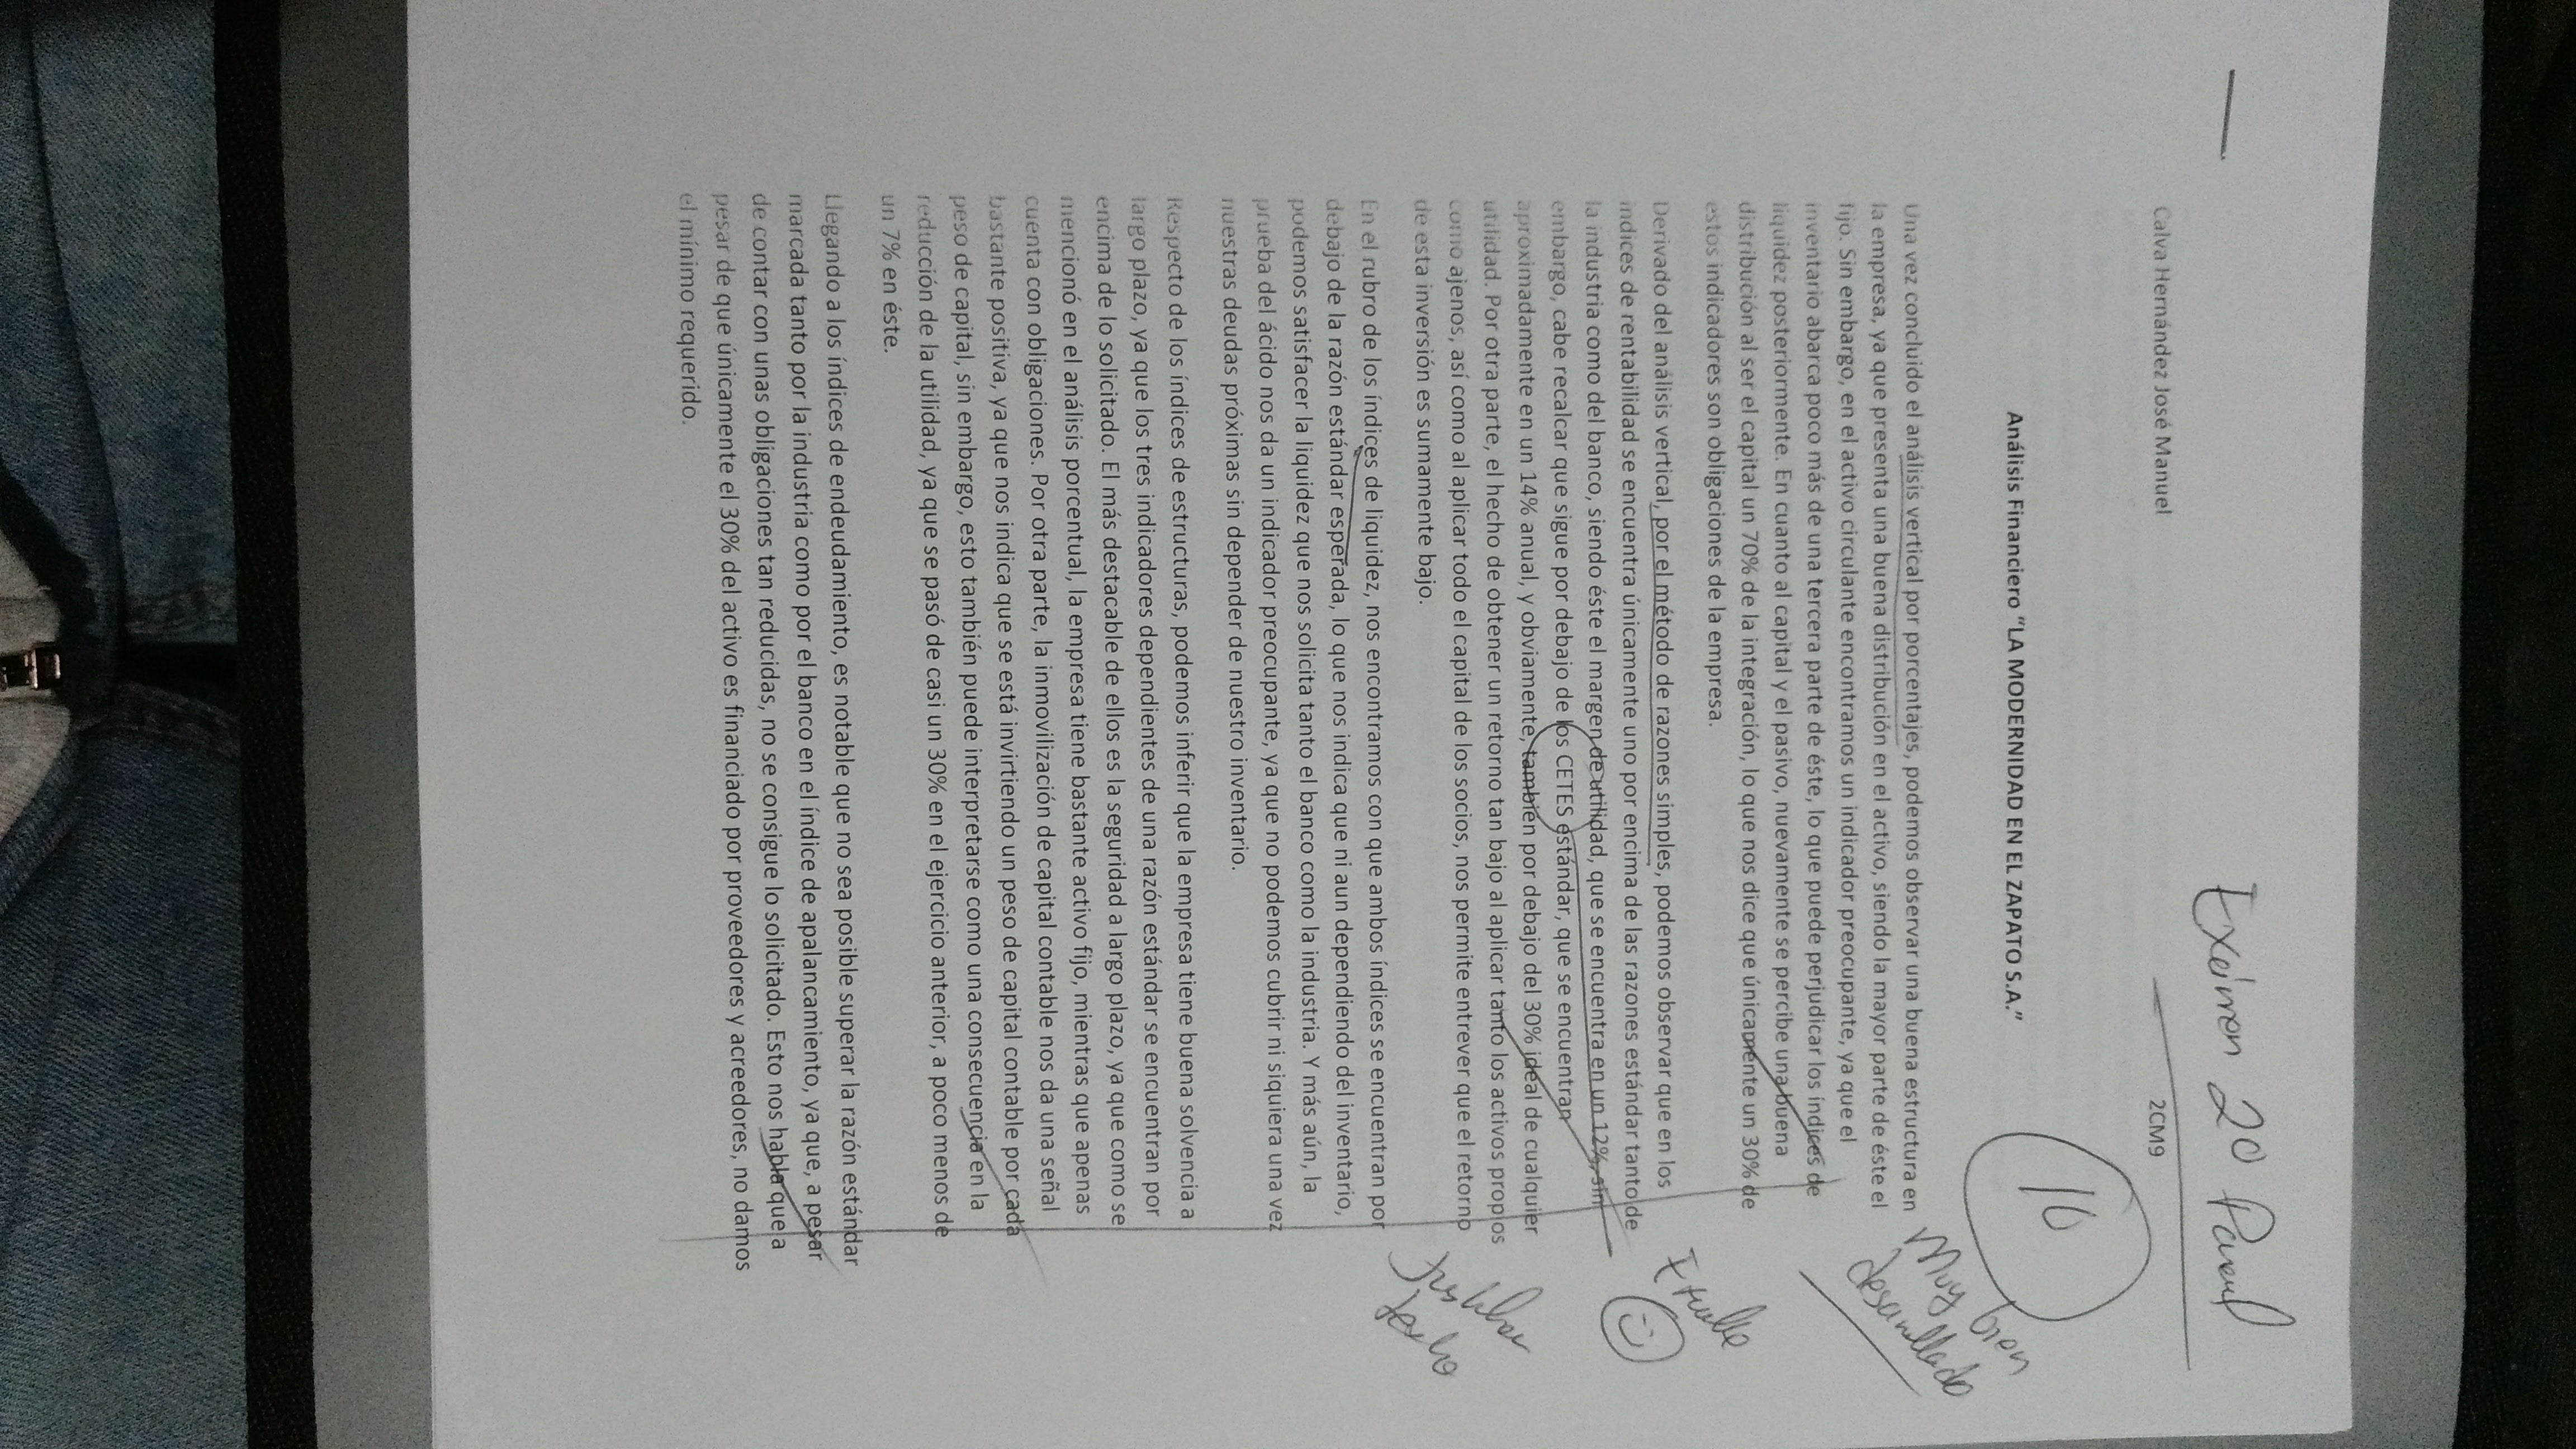 Exámen 2o Parcial
Calva Hernández José Manuel
2CM9
10
Análisis Financiero "LA MODERNIDAD EN EL ZAPATO S.A."
Muy bien
desarrollado
Una vez concluido el análisis vertical por porcentajes, podemos observar una buena estructura en
la empresa, ya que presenta una buena distribución en el activo, siendo la mayor parte de éste el
fijo. Sin embargo, en el activo circulante encontramos un indicador preocupante, ya que el
inventario abarca poco más de una tercera parte de éste, lo que puede perjudicar los índices de
liquidez posteriormente. En cuanto al capital y el pasivo, nuevamente se percibe una buena
distribución al ser el capital un 70% de la integración, lo que nos dice que únicamente un 30% de
estos indicadores son obligaciones de la empresa.
Derivado del análisis vertical, por el método de razones simples, podemos observar que en los
índices de rentabilidad se encuentra únicamente uno por encima de las razones estándar tanto de
la industria como del banco, siendo éste el margen de utilidad, que se encuentra en un 12%, sin
embargo, cabe recalcar que sigue por debajo de los CETES estándar, que se encuentran
aproximadamente en un 14% anual, y obviamente, también por debajo del 30% ideal de cualquier
utilidad. Por otra parte, el hecho de obtener un retorno tan bajo al aplicar tanto los activos propios
como ajenos, así como al aplicar todo el capital de los socios, nos permite entrever que el retorno
de esta inversión es sumamente bajo.
Justificar
texto
En el rubro de los índices de liquidez, nos encontramos con que ambos índices se encuentran por
debajo de la razón estándar esperada, lo que nos indica que ni aun dependiendo del inventario,
podemos satisfacer la liquidez que nos solicita tanto el banco como la industria. Y más aún, la
prueba del ácido nos da un indicador preocupante, ya que no podemos cubrir ni siquiera una vez
nuestras deudas próximas sin depender de nuestro inventario.
Respecto de los índices de estructuras, podemos inferir que la empresa tiene buena solvencia a
largo plazo, ya que los tres indicadores dependientes de una razón estándar se encuentran por
encima de lo solicitado. El más destacable de ellos es la seguridad a largo plazo, ya que como se
mencionó en el análisis porcentual, la empresa tiene bastante activo fijo, mientras que apenas
cuenta con obligaciones. Por otra parte, la inmovilización de capital contable nos da una señal
bastante positiva, ya que nos indica que se está invirtiendo un peso de capital contable por cada
peso de capital, sin embargo, esto también puede interpretarse como una consecuencia en la
reducción de la utilidad, ya que se pasó de casi un 30% en el ejercicio anterior, a poco menos de
un 7% en éste.
Llegando a los índices de endeudamiento, es notable que no sea posible superar la razón estándar
marcada tanto por la industria como por el banco en el índice de apalancamiento, ya que, a pesar
de contar con unas obligaciones tan reducidas, no se consigue lo solicitado. Esto nos habla que a
pesar de que únicamente el 30% del activo es financiado por proveedores y acreedores, no damos
el mínimo requerido.